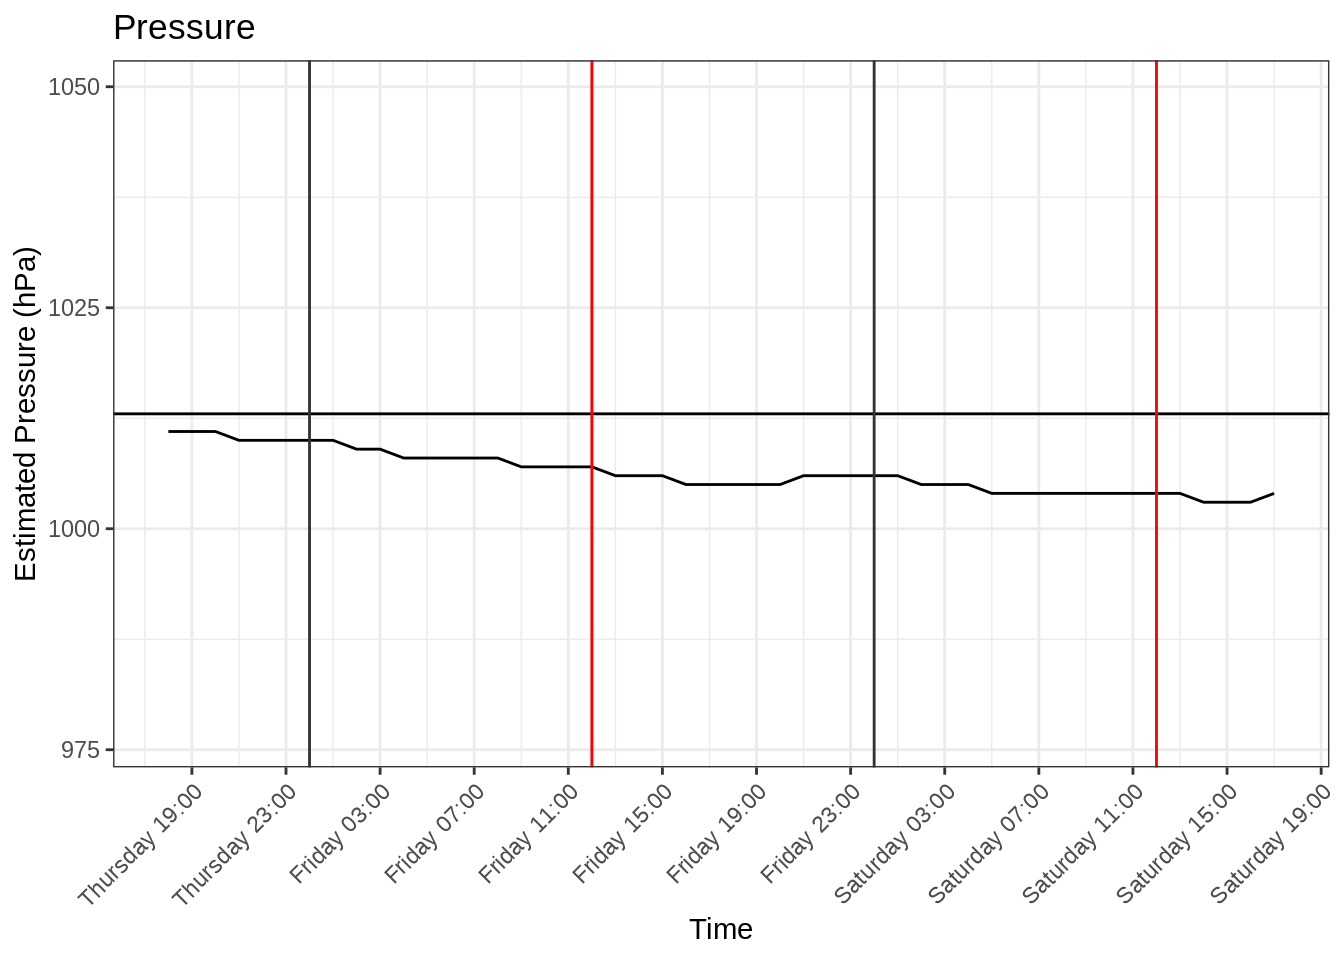 Pressure
Estimated Pressure (hPa)
1050
1025
1000
975
Thursday 19:00
Thursday 23:00
Friday 03:00
Friday 07:00
Friday 11:00
Friday 15:00
Friday 19:00
Friday 23:00
Saturday 03:00
Saturday 07:00
Saturday 11:00
Saturday 15:00
Saturday 19:00
Time